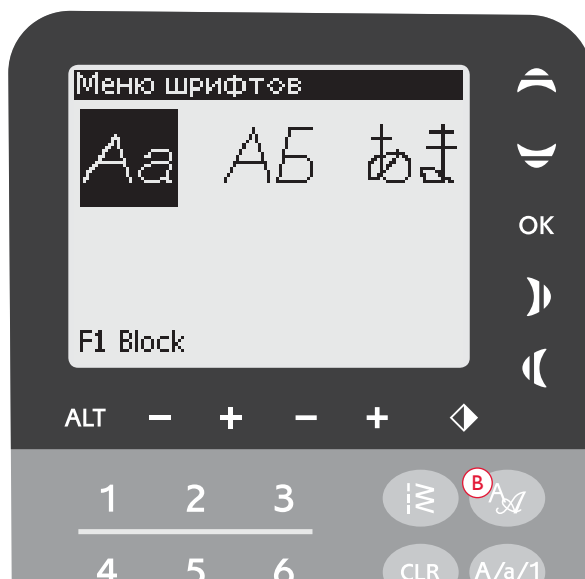 Меню шрифтов
Aa АБ あま
F1 Block
OK
ALT − + − +
B
1 2 3
4 5 6 CLR A/a/1